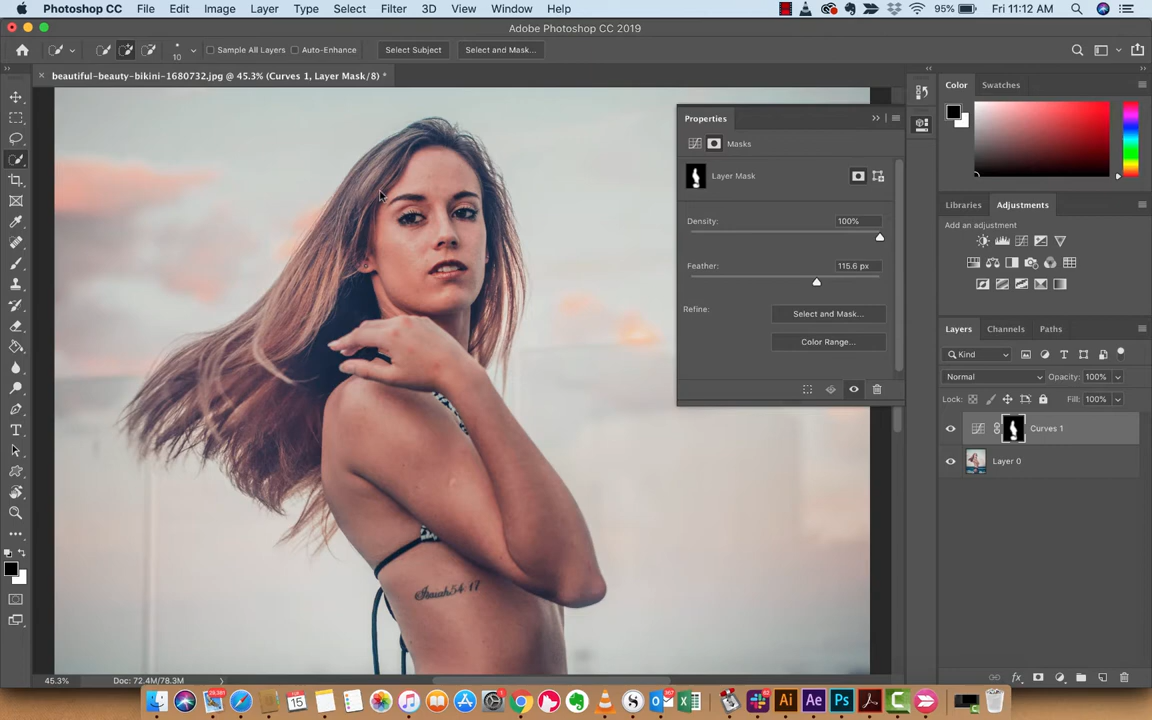 Photoshop CC File Edit Image Layer Type Select Filter 3D View Window Help 95% Fri 11:12 AM
Adobe Photoshop CC 2019
10 Sample All Layers Auto-Enhance Select Subject Select and Mask...
beautiful-beauty-bikini-1680732.jpg @ 45.3% (Curves 1, Layer Mask/8) *
Color Swatches
Properties
Masks
Layer Mask
Density: 100%
Feather: 115.6 px
Refine: Select and Mask...
Color Range...
Libraries Adjustments
Add an adjustment
Layers Channels Paths
Kind
Normal Opacity: 100%
Lock: Fill: 100%
Curves 1
Layer 0
Isaiah 54:17
45.3% Doc: 72.4M/78.3M